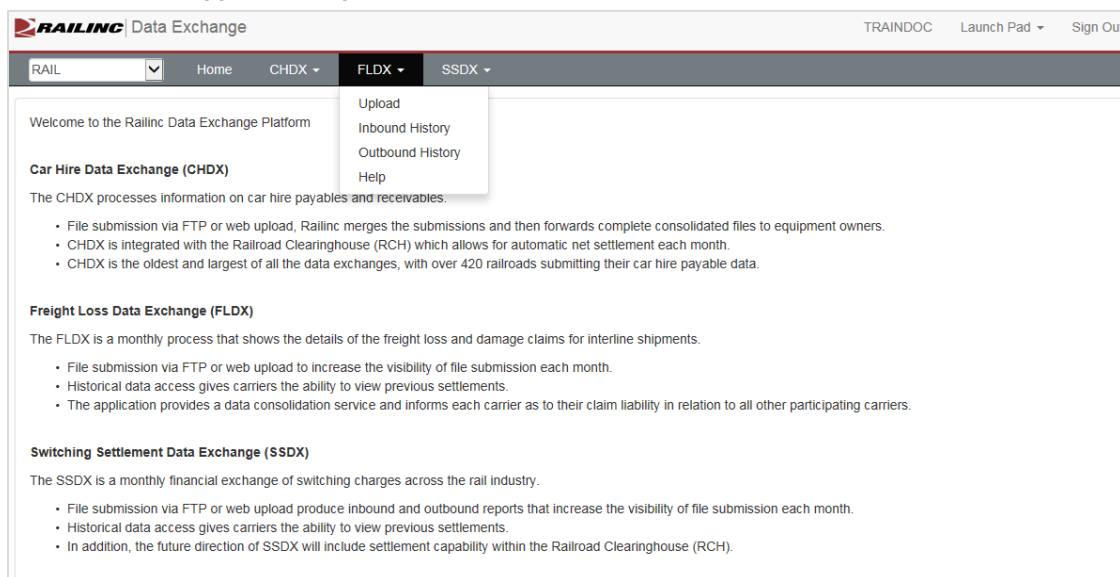 RAILINC Data Exchange TRAINDOC Launch Pad Sign Ou
RAIL Home CHDX FLDX SSDX
Upload
Inbound History
Outbound History
Help
Welcome to the Railinc Data Exchange Platform
Car Hire Data Exchange (CHDX)
The CHDX processes information on car hire payables and receivables.
• File submission via FTP or web upload, Railinc merges the submissions and then forwards complete consolidated files to equipment owners.
• CHDX is integrated with the Railroad Clearinghouse (RCH) which allows for automatic net settlement each month.
• CHDX is the oldest and largest of all the data exchanges, with over 420 railroads submitting their car hire payable data.
Freight Loss Data Exchange (FLDX)
The FLDX is a monthly process that shows the details of the freight loss and damage claims for interline shipments.
• File submission via FTP or web upload to increase the visibility of file submission each month.
• Historical data access gives carriers the ability to view previous settlements.
• The application provides a data consolidation service and informs each carrier as to their claim liability in relation to all other participating carriers.
Switching Settlement Data Exchange (SSDX)
The SSDX is a monthly financial exchange of switching charges across the rail industry.
• File submission via FTP or web upload produce inbound and outbound reports that increase the visibility of file submission each month.
• Historical data access gives carriers the ability to view previous settlements.
• In addition, the future direction of SSDX will include settlement capability within the Railroad Clearinghouse (RCH).